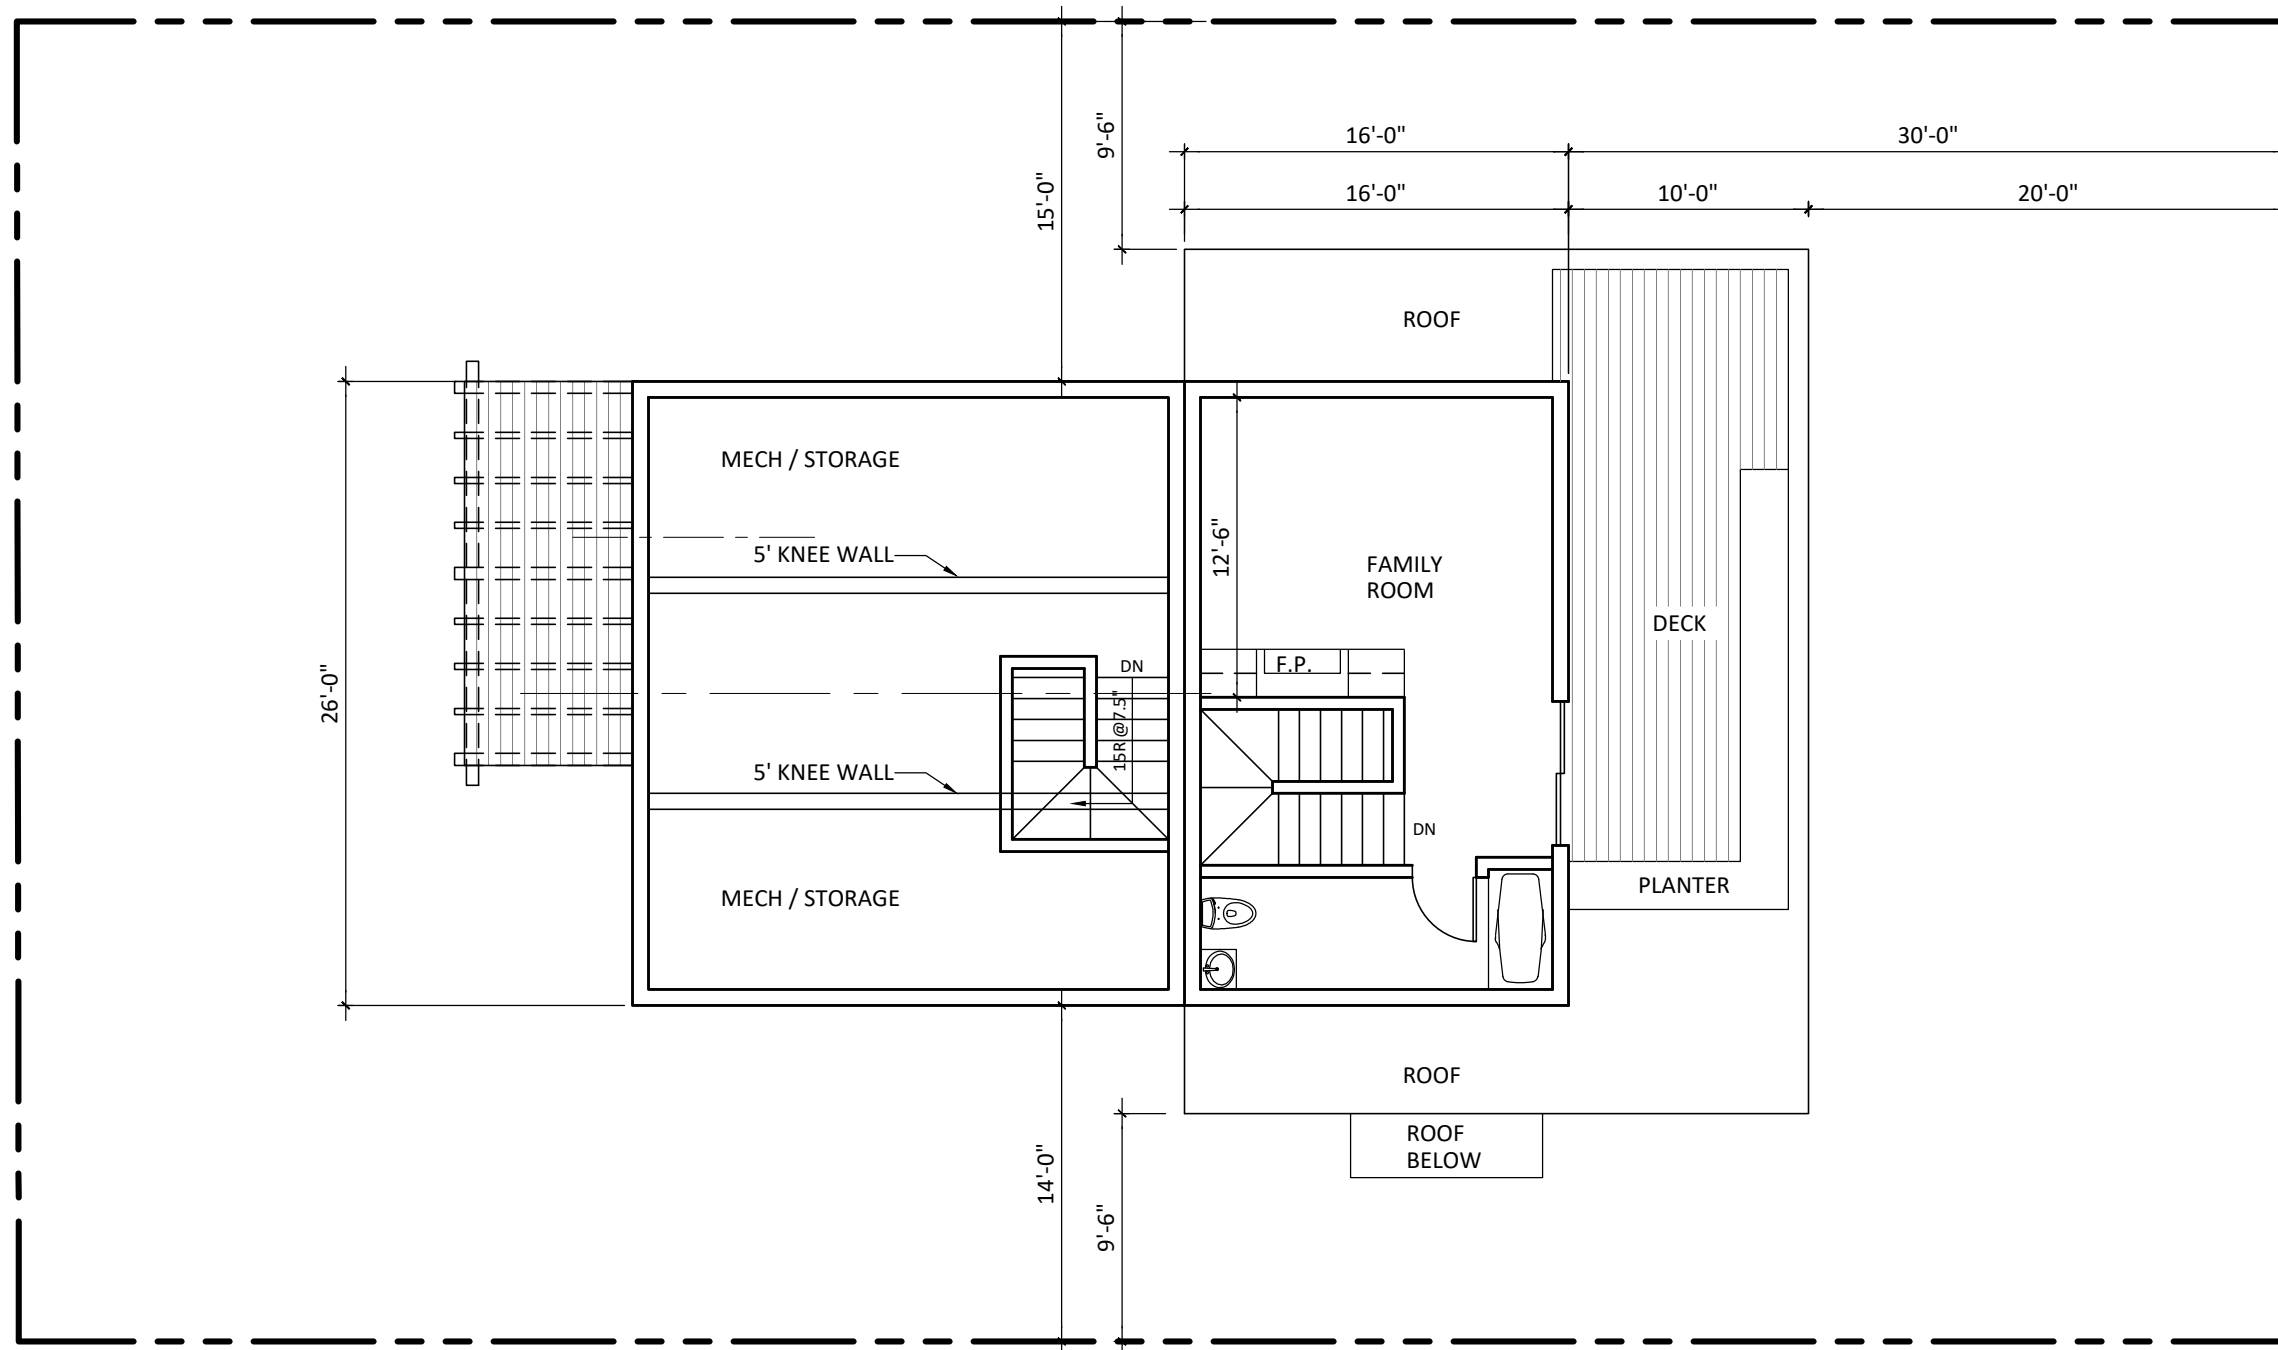 9'-6"
16'-0"
30'-0"
15'-0"
16'-0"
10'-0"
20'-0"
ROOF
MECH / STORAGE
12'-6"
5' KNEE WALL
FAMILY
ROOM
DECK
26'-0"
DN
F.P.
15R @7.5"
5' KNEE WALL
DN
MECH / STORAGE
PLANTER
ROOF
ROOF
BELOW
14'-0"
9'-6"